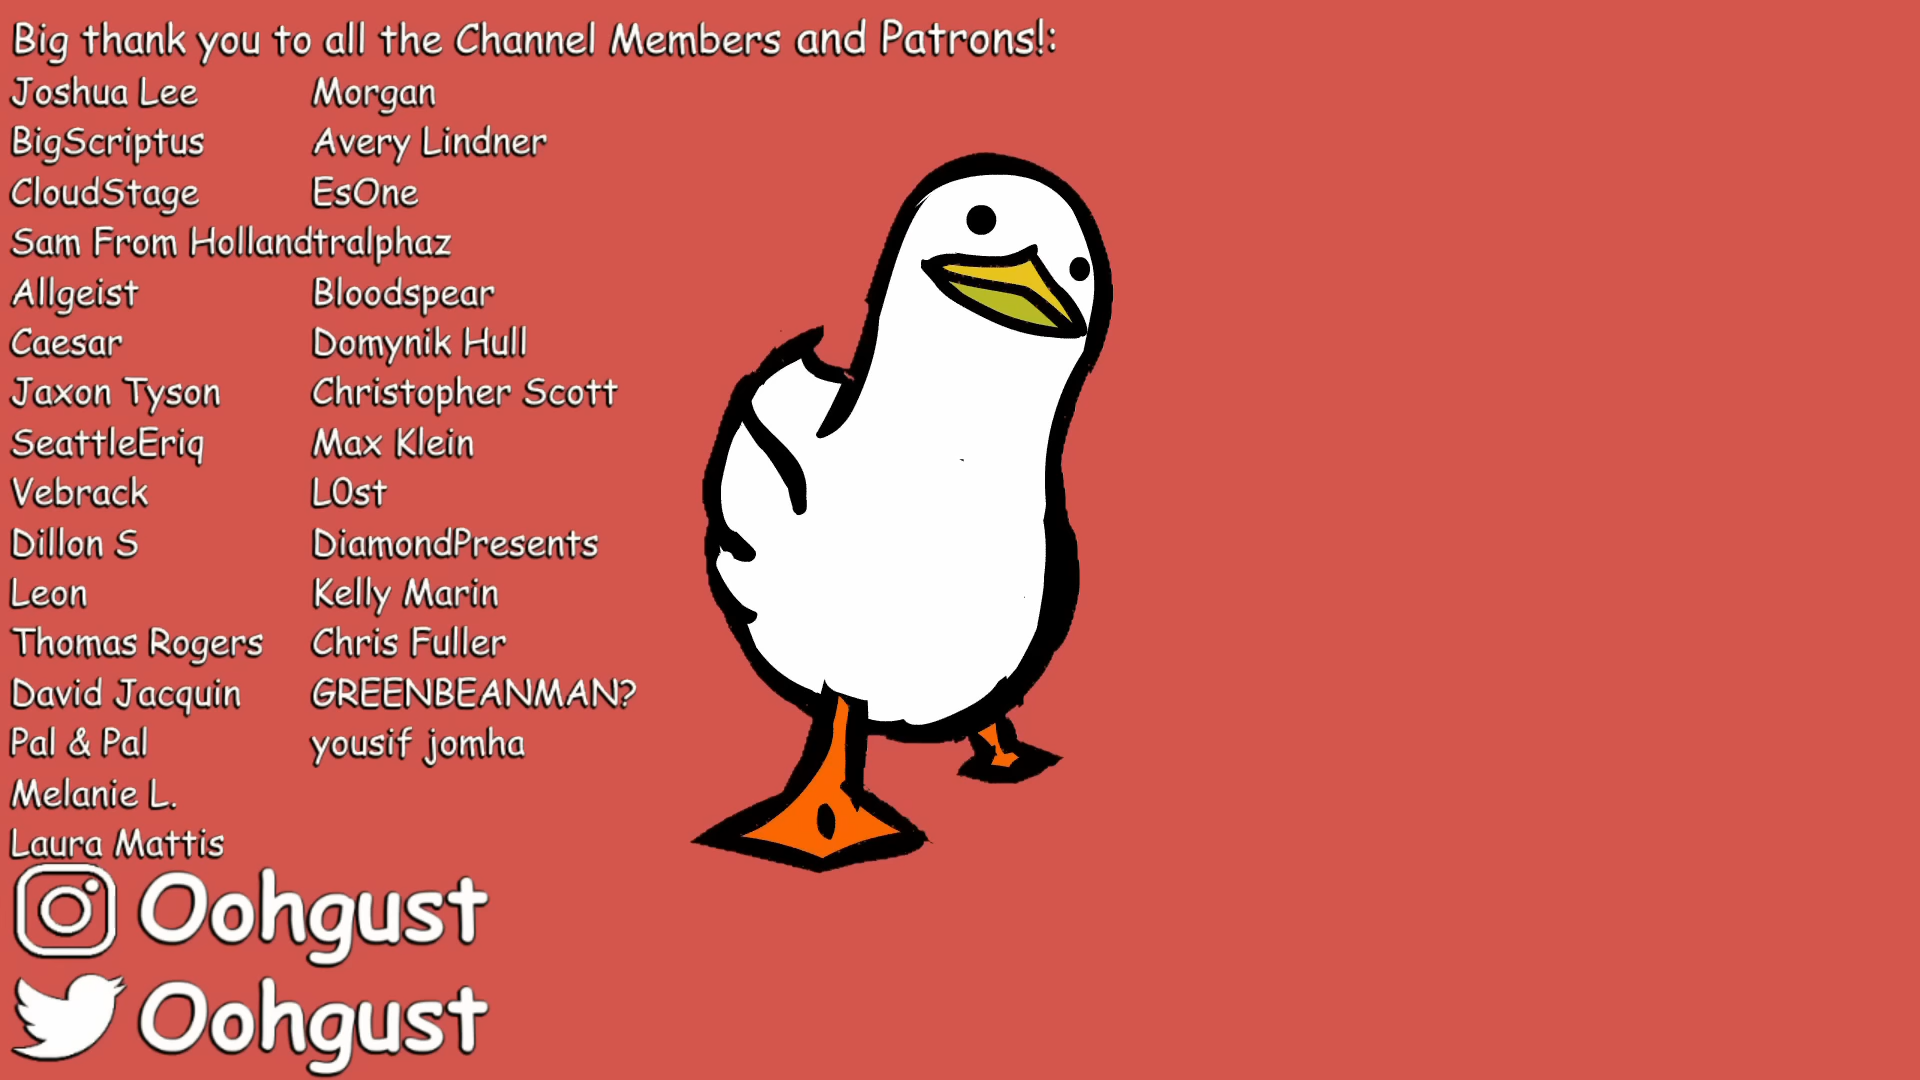 Big thank you to all the Channel Members and Patrons!:
Joshua Lee
BigScriptus
CloudStage
Sam From Holland
Allgeist
Caesar
Jaxon Tyson
SeattleEriq
Vebrack
Dillon S
Leon
Thomas Rogers
David Jacquin
Pal & Pal
Melanie L.
Laura Mattis
Morgan
Avery Lindner
EsOne
tralphaz
Bloodspear
Domynik Hull
Christopher Scott
Max Klein
L0st
DiamondPresents
Kelly Marin
Chris Fuller
GREENBEANMAN?
yousif jomha
Oohgust
Oohgust